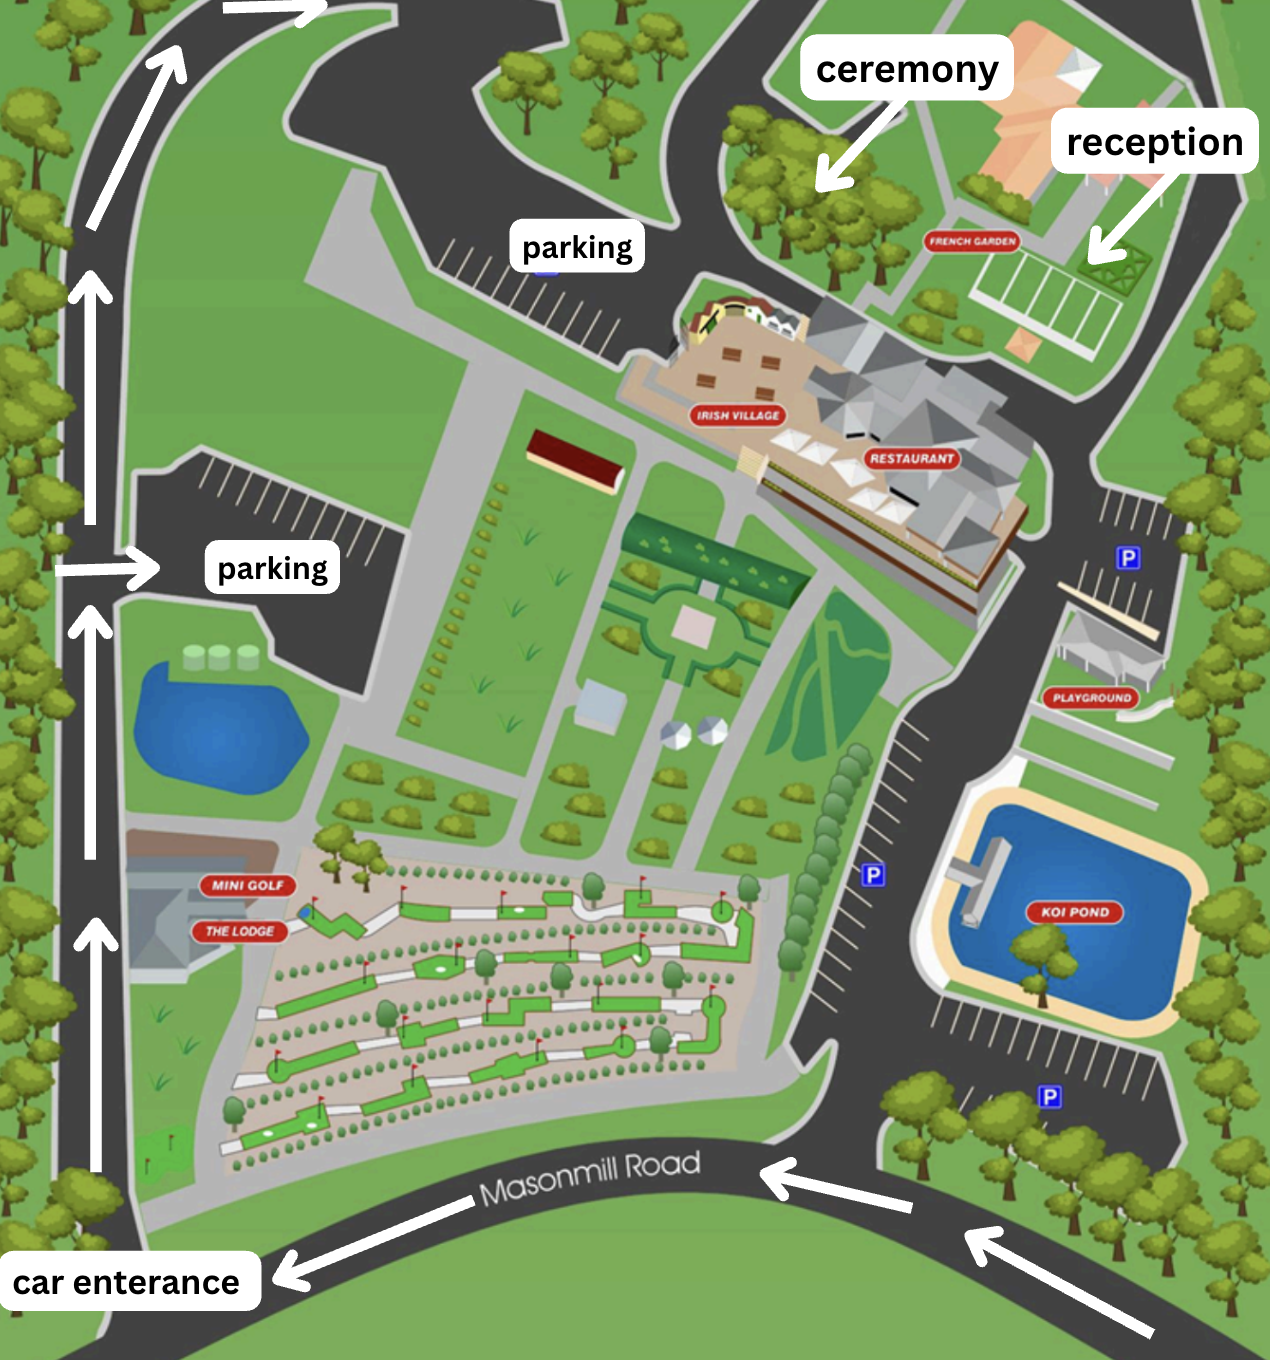 ceremony
reception
parking
FRENCH GARDEN
IRISH VILLAGE
RESTAURANT
P
parking
PLAYGROUND
P
MINI GOLF
KOI POND
THE LODGE
P
Masonmill Road
car enterance